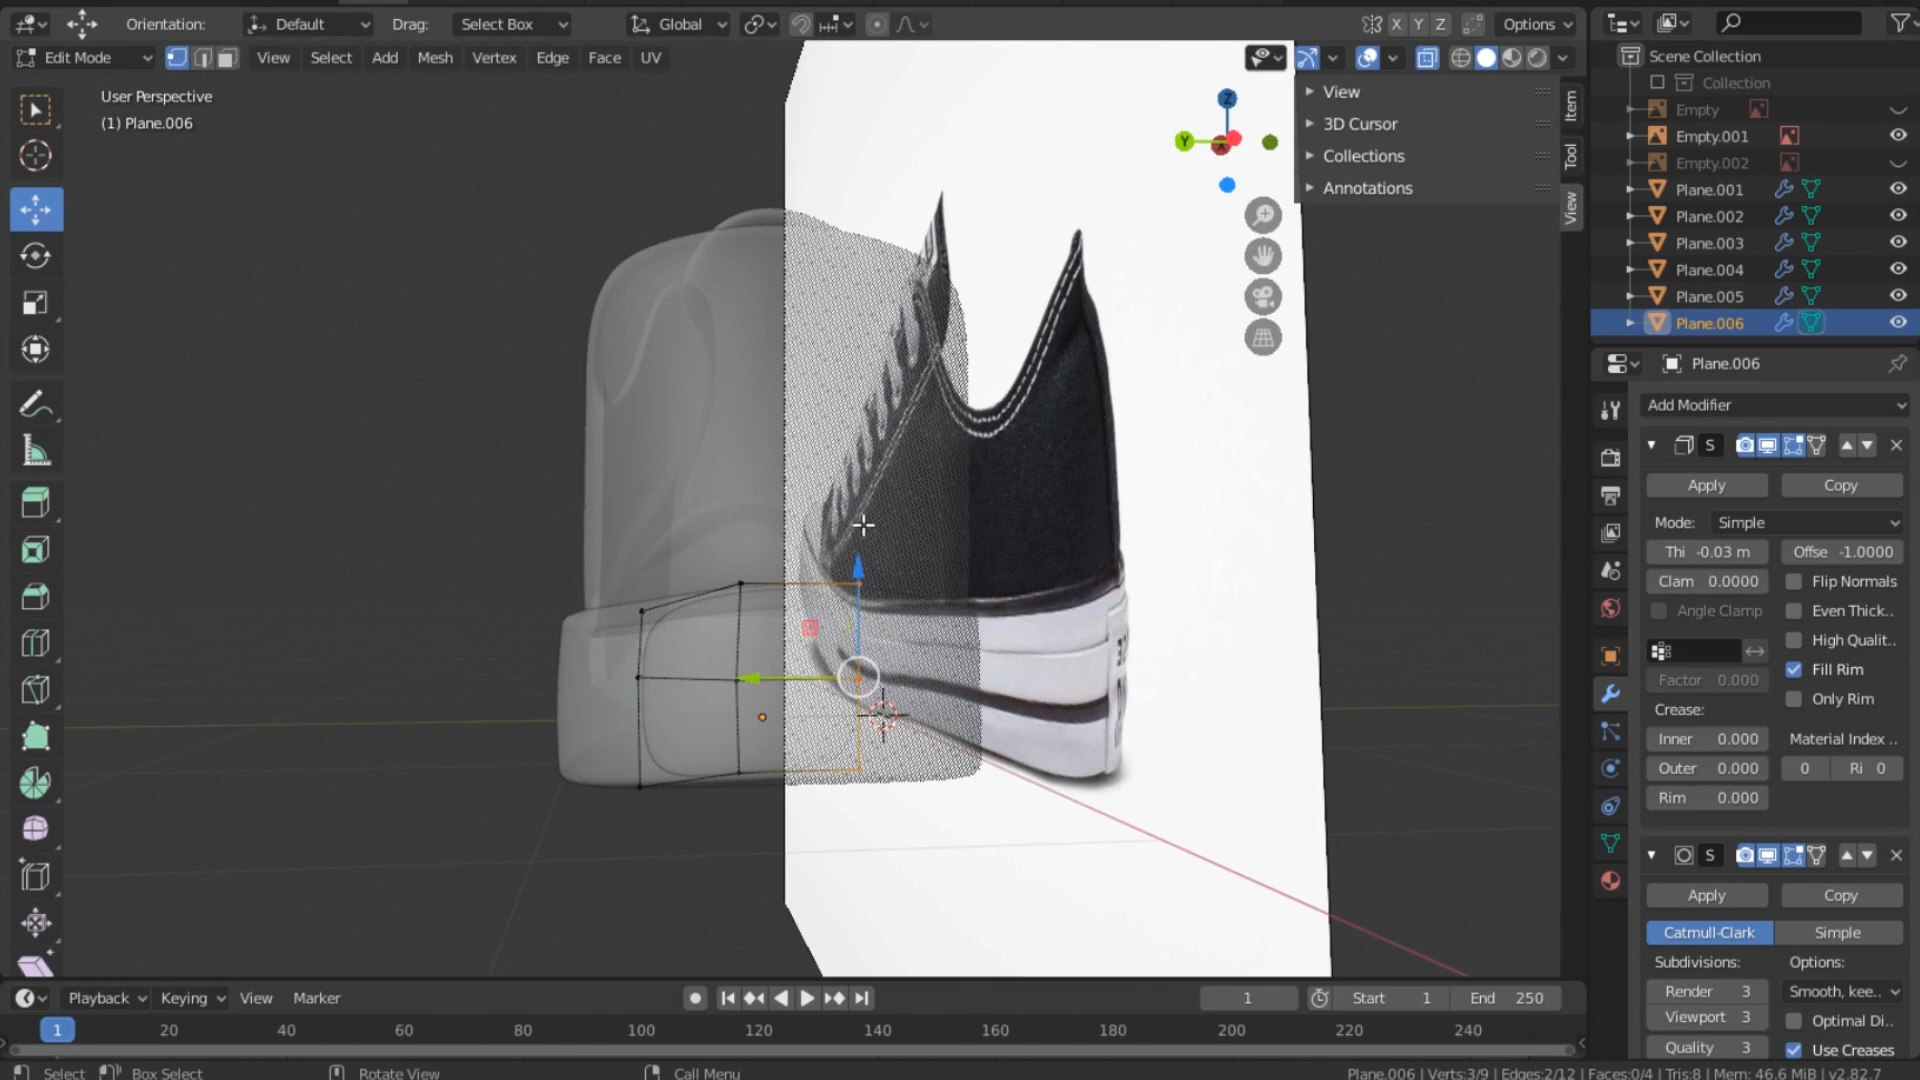 Orientation: Default Drag: Select Box Global X Y Z Options
Edit Mode View Select Add Mesh Vertex Edge Face UV
User Perspective
(1) Plane.006
Z
Y
X
View
3D Cursor
Collections
Annotations
Item
Tool
View
Scene Collection
Collection
Empty
Empty.001
Empty.002
Plane.001
Plane.002
Plane.003
Plane.004
Plane.005
Plane.006
Plane.006
Add Modifier
S
Apply Copy
Mode: Simple
Thi -0.03 m Offse -1.0000
Clam 0.0000 Flip Normals
Angle Clamp Even Thick..
High Qualit..
Factor 0.000 Fill Rim
Crease: Only Rim
Inner 0.000 Material Index ..
Outer 0.000 0 Ri 0
Rim 0.000
S
Apply Copy
Catmull-Clark Simple
Subdivisions: Options:
Render 3 Smooth, kee..
Viewport 3 Optimal Di..
Quality 3 Use Creases
Playback Keying View Marker 1 Start 1 End 250
1 20 40 60 80 100 120 140 160 180 200 220 240
Select Box Select Rotate View Call Menu Plane.006 | Verts:3/9 | Edges:2/12 | Faces:0/4 | Tris:8 | Mem: 46.6 MiB | v2.82.7